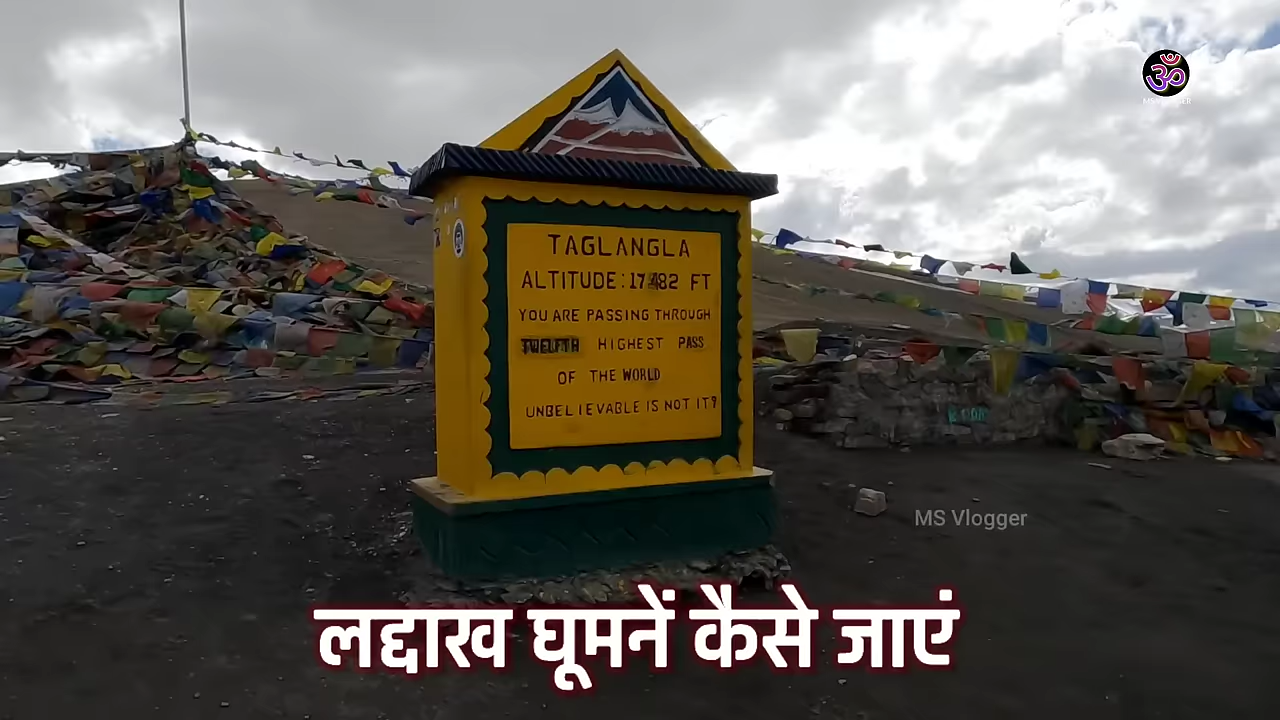 ॐ
TAGLANGLA
ALTITUDE: 17482 FT
YOU ARE PASSING THROUGH
TWELFTH HIGHEST PASS
OF THE WORLD
UNBELIEVABLE IS NOT IT?
MS Vlogger
लद्दाख घूमनें कैसे जाएं